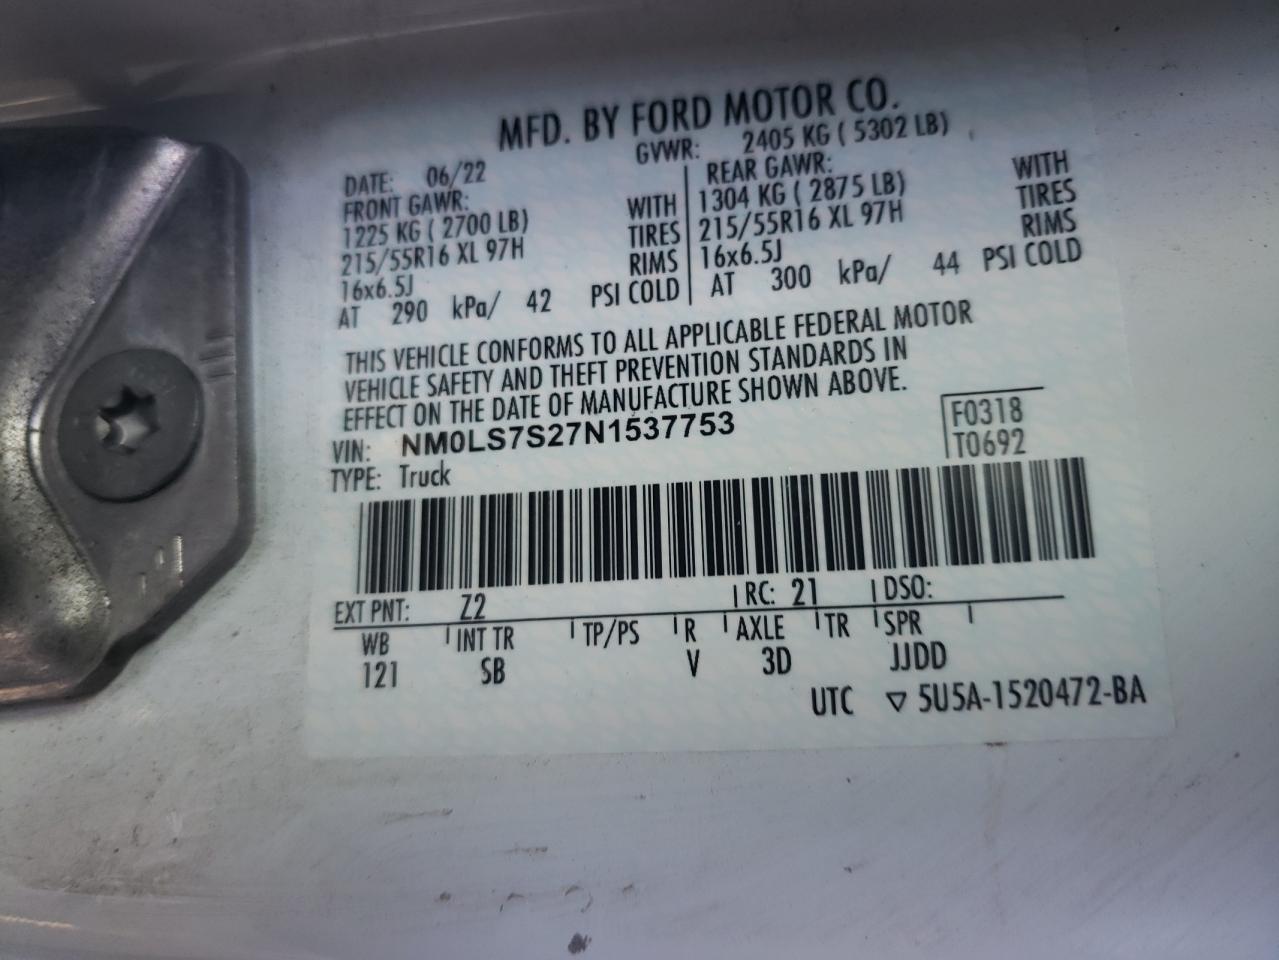 MFD. BY FORD MOTOR CO.
DATE: 06/22 GVWR: 2405 KG ( 5302 LB)
FRONT GAWR: REAR GAWR:
1225 KG ( 2700 LB) WITH 1304 KG ( 2875 LB) WITH
215/55R16 XL 97H TIRES 215/55R16 XL 97H TIRES
16x6.5J RIMS 16x6.5J RIMS
AT 290 kPa/ 42 PSI COLD AT 300 kPa/ 44 PSI COLD
THIS VEHICLE CONFORMS TO ALL APPLICABLE FEDERAL MOTOR
VEHICLE SAFETY AND THEFT PREVENTION STANDARDS IN
EFFECT ON THE DATE OF MANUFACTURE SHOWN ABOVE.
VIN: NM0LS7S27N1537753 F0318
TYPE: Truck T0692
EXT PNT: Z2 RC: 21 DSO:
WB INT TR TP/PS R AXLE TR SPR
121 SB V 3D JJDD
UTC ▽ 5U5A-1520472-BA